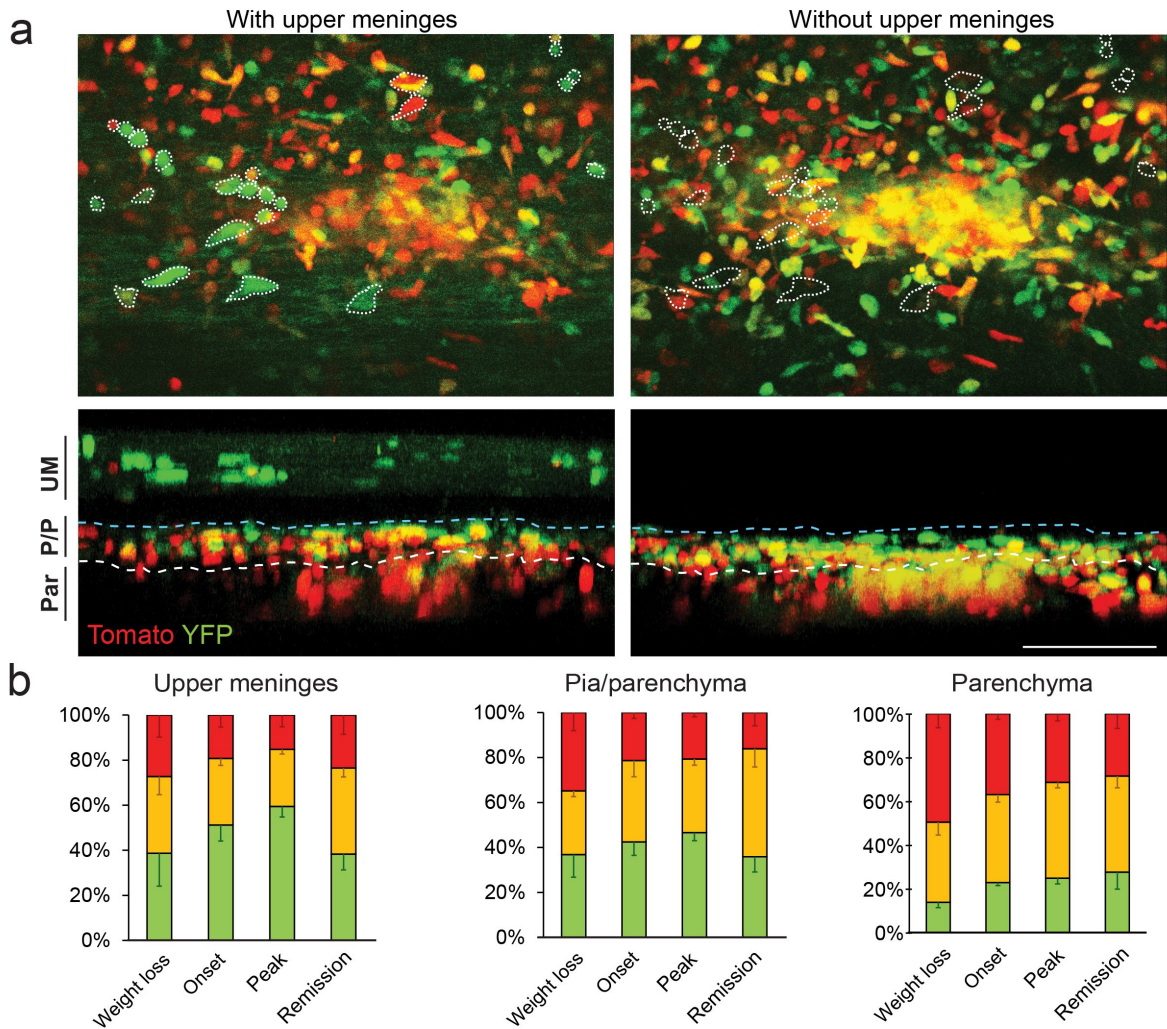 a
With upper meninges
Without upper meninges
UM
P/P
Par
Tomato YFP
b
Upper meninges
Pia/parenchyma
Parenchyma
100%
80%
60%
40%
20%
0%
Weight loss
Onset
Peak
Remission
100%
80%
60%
40%
20%
0%
Weight loss
Onset
Peak
Remission
100%
80%
60%
40%
20%
0%
Weight loss
Onset
Peak
Remission